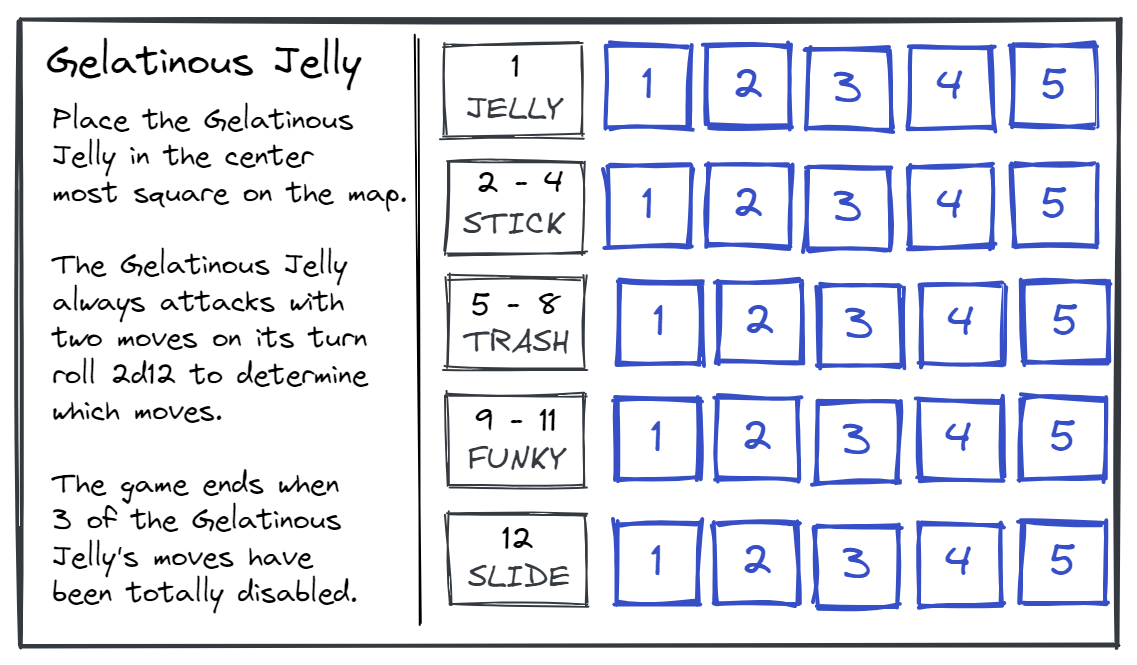 Gelatinous Jelly
Place the Gelatinous
Jelly in the center
most square on the map.
The Gelatinous Jelly
always attacks with
two moves on its turn
roll 2d12 to determine
which moves.
The game ends when
3 of the Gelatinous
Jelly's moves have
been totally disabled.
1
JELLY
1 2 3 4 5
2 - 4
STICK
1 2 3 4 5
5 - 8
TRASH
1 2 3 4 5
9 - 11
FUNKY
1 2 3 4 5
12
SLIDE
1 2 3 4 5